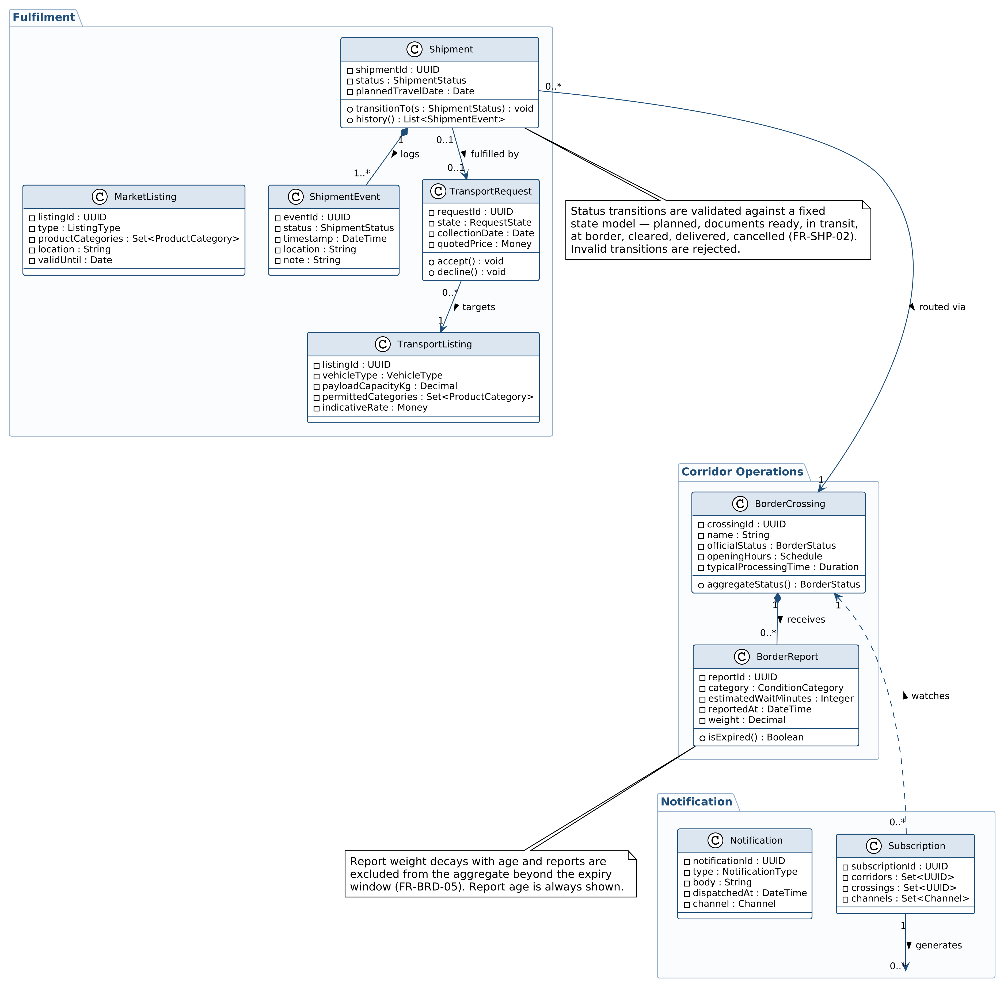 Fulfilment
C Shipment
shipmentId : UUID
status : ShipmentStatus
plannedTravelDate : Date
transitionTo(s : ShipmentStatus) : void
history() : List<ShipmentEvent>
0..*
1
logs
1..*
0..1
fulfilled by
0..1
C MarketListing
listingId : UUID
type : ListingType
productCategories : Set<ProductCategory>
location : String
validUntil : Date
C ShipmentEvent
eventId : UUID
status : ShipmentStatus
timestamp : DateTime
location : String
note : String
C TransportRequest
requestId : UUID
state : RequestState
collectionDate : Date
quotedPrice : Money
accept() : void
decline() : void
Status transitions are validated against a fixed
state model — planned, documents ready, in transit,
at border, cleared, delivered, cancelled (FR-SHP-02).
Invalid transitions are rejected.
0..*
targets
1
routed via
C TransportListing
listingId : UUID
vehicleType : VehicleType
payloadCapacityKg : Decimal
permittedCategories : Set<ProductCategory>
indicativeRate : Money
Corridor Operations
1
C BorderCrossing
crossingId : UUID
name : String
officialStatus : BorderStatus
openingHours : Schedule
typicalProcessingTime : Duration
aggregateStatus() : BorderStatus
1
receives
0..*
1
C BorderReport
reportId : UUID
category : ConditionCategory
estimatedWaitMinutes : Integer
reportedAt : DateTime
weight : Decimal
isExpired() : Boolean
watches
0..*
Report weight decays with age and reports are
excluded from the aggregate beyond the expiry
window (FR-BRD-05). Report age is always shown.
Notification
C Notification
notificationId : UUID
type : NotificationType
body : String
dispatchedAt : DateTime
channel : Channel
C Subscription
subscriptionId : UUID
corridors : Set<UUID>
crossings : Set<UUID>
channels : Set<Channel>
1
generates
0..*